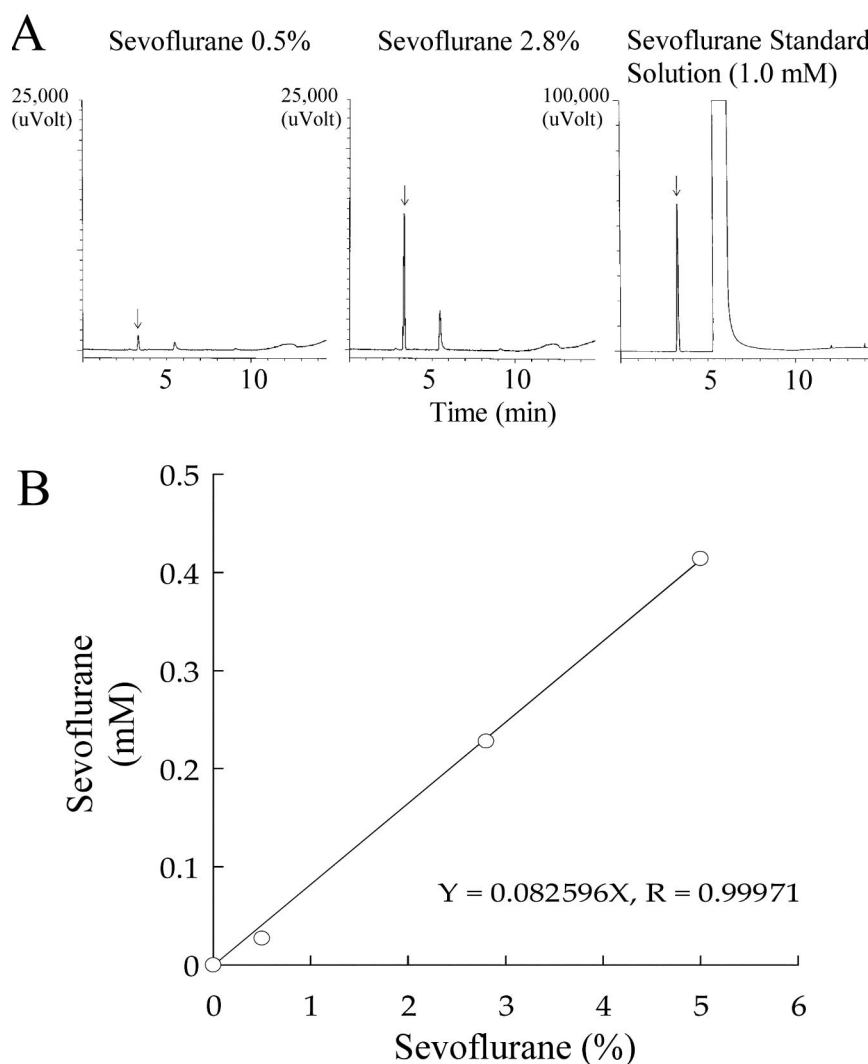 A
Sevoflurane 0.5%
Sevoflurane 2.8%
Sevoflurane Standard
Solution (1.0 mM)
25,000
(uVolt)
25,000
(uVolt)
100,000
(uVolt)
5 10
5 10
5 10
Time (min)
B
0.5
0.4
0.3
0.2
0.1
0
Sevoflurane
(mM)
Y = 0.082596X, R = 0.99971
0 1 2 3 4 5 6
Sevoflurane (%)